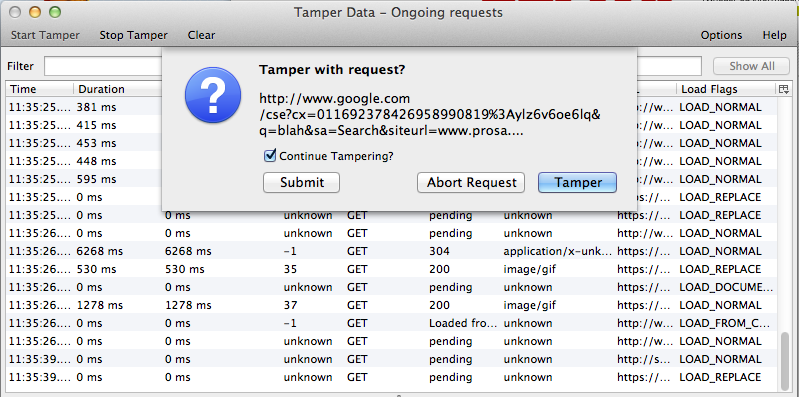 Tamper Data – Ongoing requests
Start Tamper Stop Tamper Clear Options Help
Filter Show All
Tamper with request?
http://www.google.com
/cse?cx=011692378426958990819%3Aylz6v6oe6lq&
q=blah&sa=Search&siteurl=www.prosa....
Continue Tampering?
Submit Abort Request Tamper
Time Duration Load Flags
11:35:25.... 381 ms http://w... LOAD_NORMAL
11:35:25.... 415 ms http://w... LOAD_NORMAL
11:35:25.... 453 ms http://w... LOAD_NORMAL
11:35:25.... 448 ms http://w... LOAD_NORMAL
11:35:25.... 595 ms http://w... LOAD_NORMAL
11:35:25.... 0 ms https://... LOAD_REPLACE
11:35:26.... 0 ms 0 ms unknown GET pending unknown https://... LOAD_REPLACE
11:35:26.... 0 ms 0 ms unknown GET pending unknown http://w... LOAD_NORMAL
11:35:26.... 6268 ms 6268 ms -1 GET 304 application/x-unk... https://... LOAD_NORMAL
11:35:26.... 530 ms 530 ms 35 GET 200 image/gif https://... LOAD_REPLACE
11:35:26.... 0 ms 0 ms unknown GET pending unknown https://... LOAD_DOCUME...
11:35:26.... 1278 ms 1278 ms 37 GET 200 image/gif https://... LOAD_NORMAL
11:35:26.... 0 ms 0 ms -1 GET Loaded fro... unknown http://w... LOAD_FROM_C...
11:35:39.... 0 ms 0 ms unknown GET pending unknown https://... LOAD_NORMAL
11:35:39.... 0 ms 0 ms unknown GET pending unknown http://s... LOAD_NORMAL
11:35:39.... 0 ms 0 ms unknown GET pending unknown https://... LOAD_REPLACE